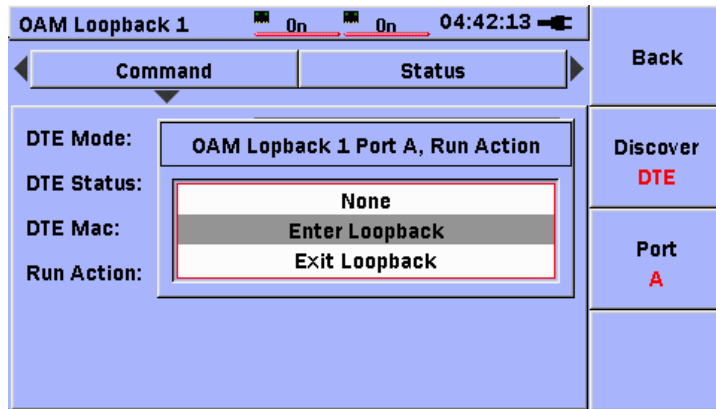 OAM Loopback 1 0n 0n 04:42:13
Back
Command Status
DTE Mode:
OAM Lopback 1 Port A, Run Action
Discover
DTE
DTE Status:
None
DTE Mac:
Enter Loopback
Exit Loopback
Port
A
Run Action: